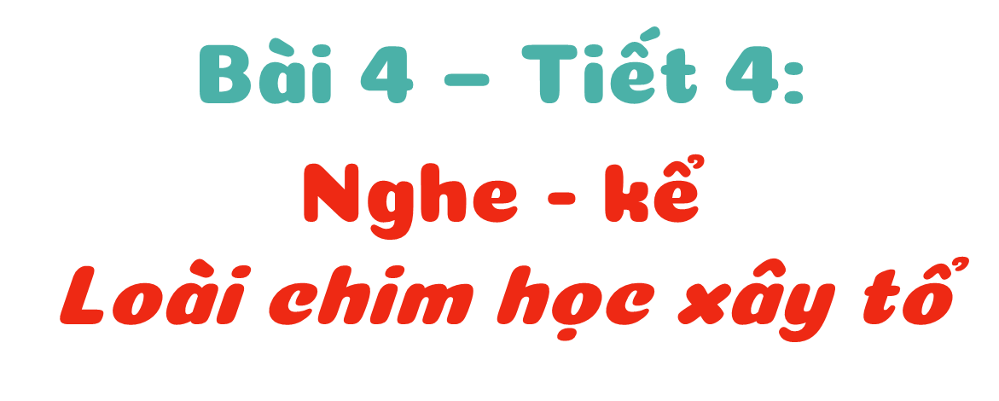 Bài 4 – Tiết 4:
Nghe - kể
Loài chim học xây tổ